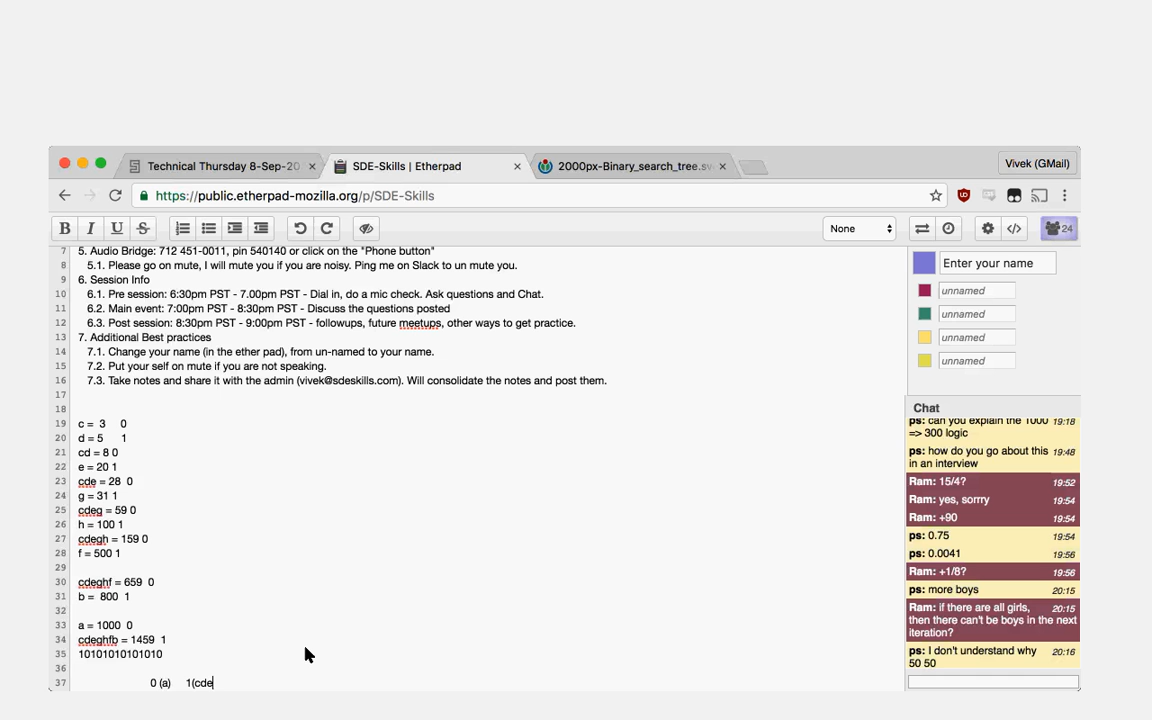 Technical Thursday 8-Sep-20
SDE-Skills | Etherpad
2000px-Binary_search_tree.sv
Vivek (GMail)
https://public.etherpad-mozilla.org/p/SDE-Skills
B I U S
None
24
7 5. Audio Bridge: 712 451-0011, pin 540140 or click on the "Phone button"
8 5.1. Please go on mute, I will mute you if you are noisy. Ping me on Slack to un mute you.
9 6. Session Info
10 6.1. Pre session: 6:30pm PST - 7.00pm PST - Dial in, do a mic check. Ask questions and Chat.
11 6.2. Main event: 7:00pm PST - 8:30pm PST - Discuss the questions posted
12 6.3. Post session: 8:30pm PST - 9:00pm PST - followups, future meetups, other ways to get practice.
13 7. Additional Best practices
14 7.1. Change your name (in the ether pad), from un-named to your name.
15 7.2. Put your self on mute if you are not speaking.
16 7.3. Take notes and share it with the admin (vivek@sdeskills.com). Will consolidate the notes and post them.
17
18
19 c = 3 0
20 d = 5 1
21 cd = 8 0
22 e = 20 1
23 cde = 28 0
24 g = 31 1
25 cdeg = 59 0
26 h = 100 1
27 cdegh = 159 0
28 f = 500 1
29
30 cdeghf = 659 0
31 b = 800 1
32
33 a = 1000 0
34 cdeghfb = 1459 1
35 10101010101010
36
37 0 (a) 1(cde
Enter your name
unnamed
unnamed
unnamed
unnamed
Chat
ps: can you explain the 1000 19:18
=> 300 logic
ps: how do you go about this 19:48
in an interview
Ram: 15/4? 19:52
Ram: yes, sorrry 19:54
Ram: +90 19:54
ps: 0.75 19:54
ps: 0.0041 19:56
Ram: +1/8? 19:56
ps: more boys 20:15
Ram: if there are all girls, 20:15
then there can't be boys in the next
iteration?
ps: I don't understand why 20:16
50 50